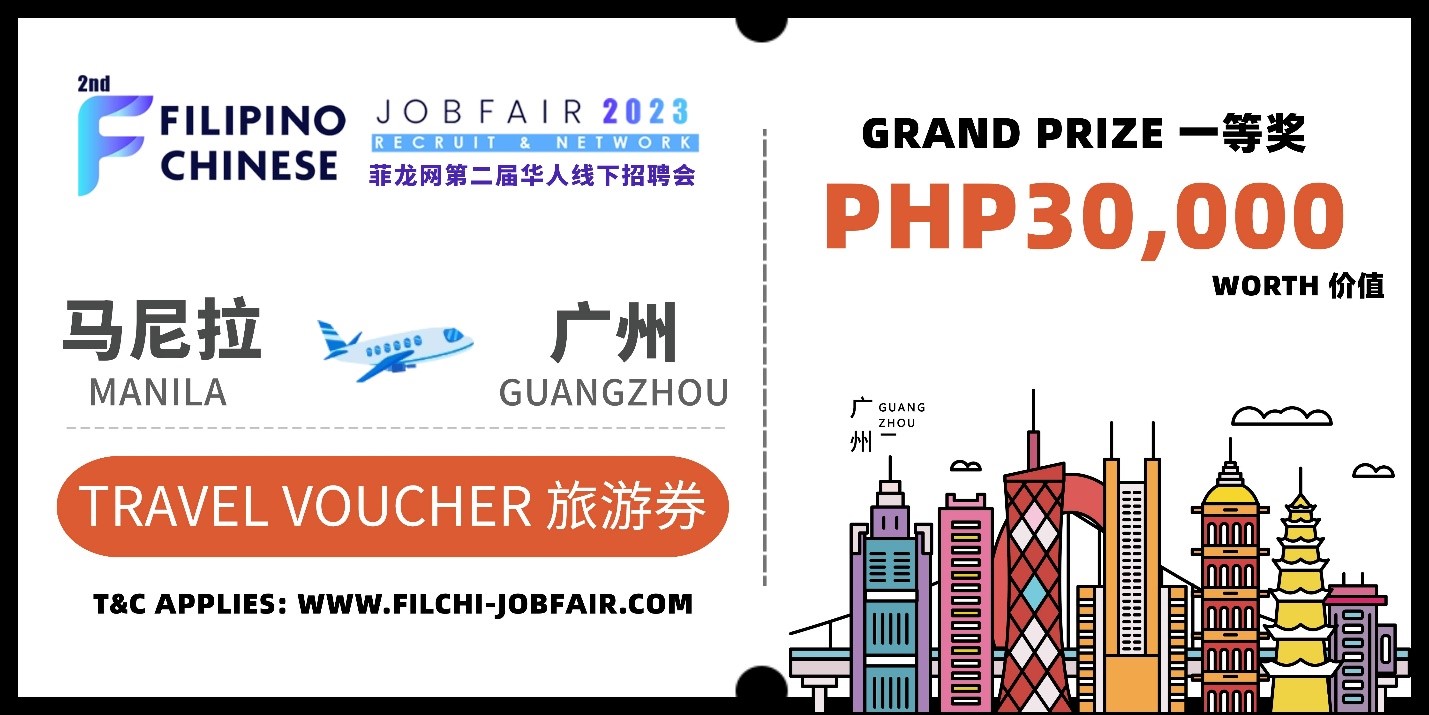 2nd
FILIPINO
CHINESE
JOBFAIR 2023
RECRUIT & NETWORK
菲龙网第二届华人线下招聘会
马尼拉
MANILA
广州
GUANGZHOU
TRAVEL VOUCHER 旅游券
T&C APPLIES: WWW.FILCHI-JOBFAIR.COM
GRAND PRIZE 一等奖
PHP30,000
WORTH 价值
广州
GUANG
ZHOU